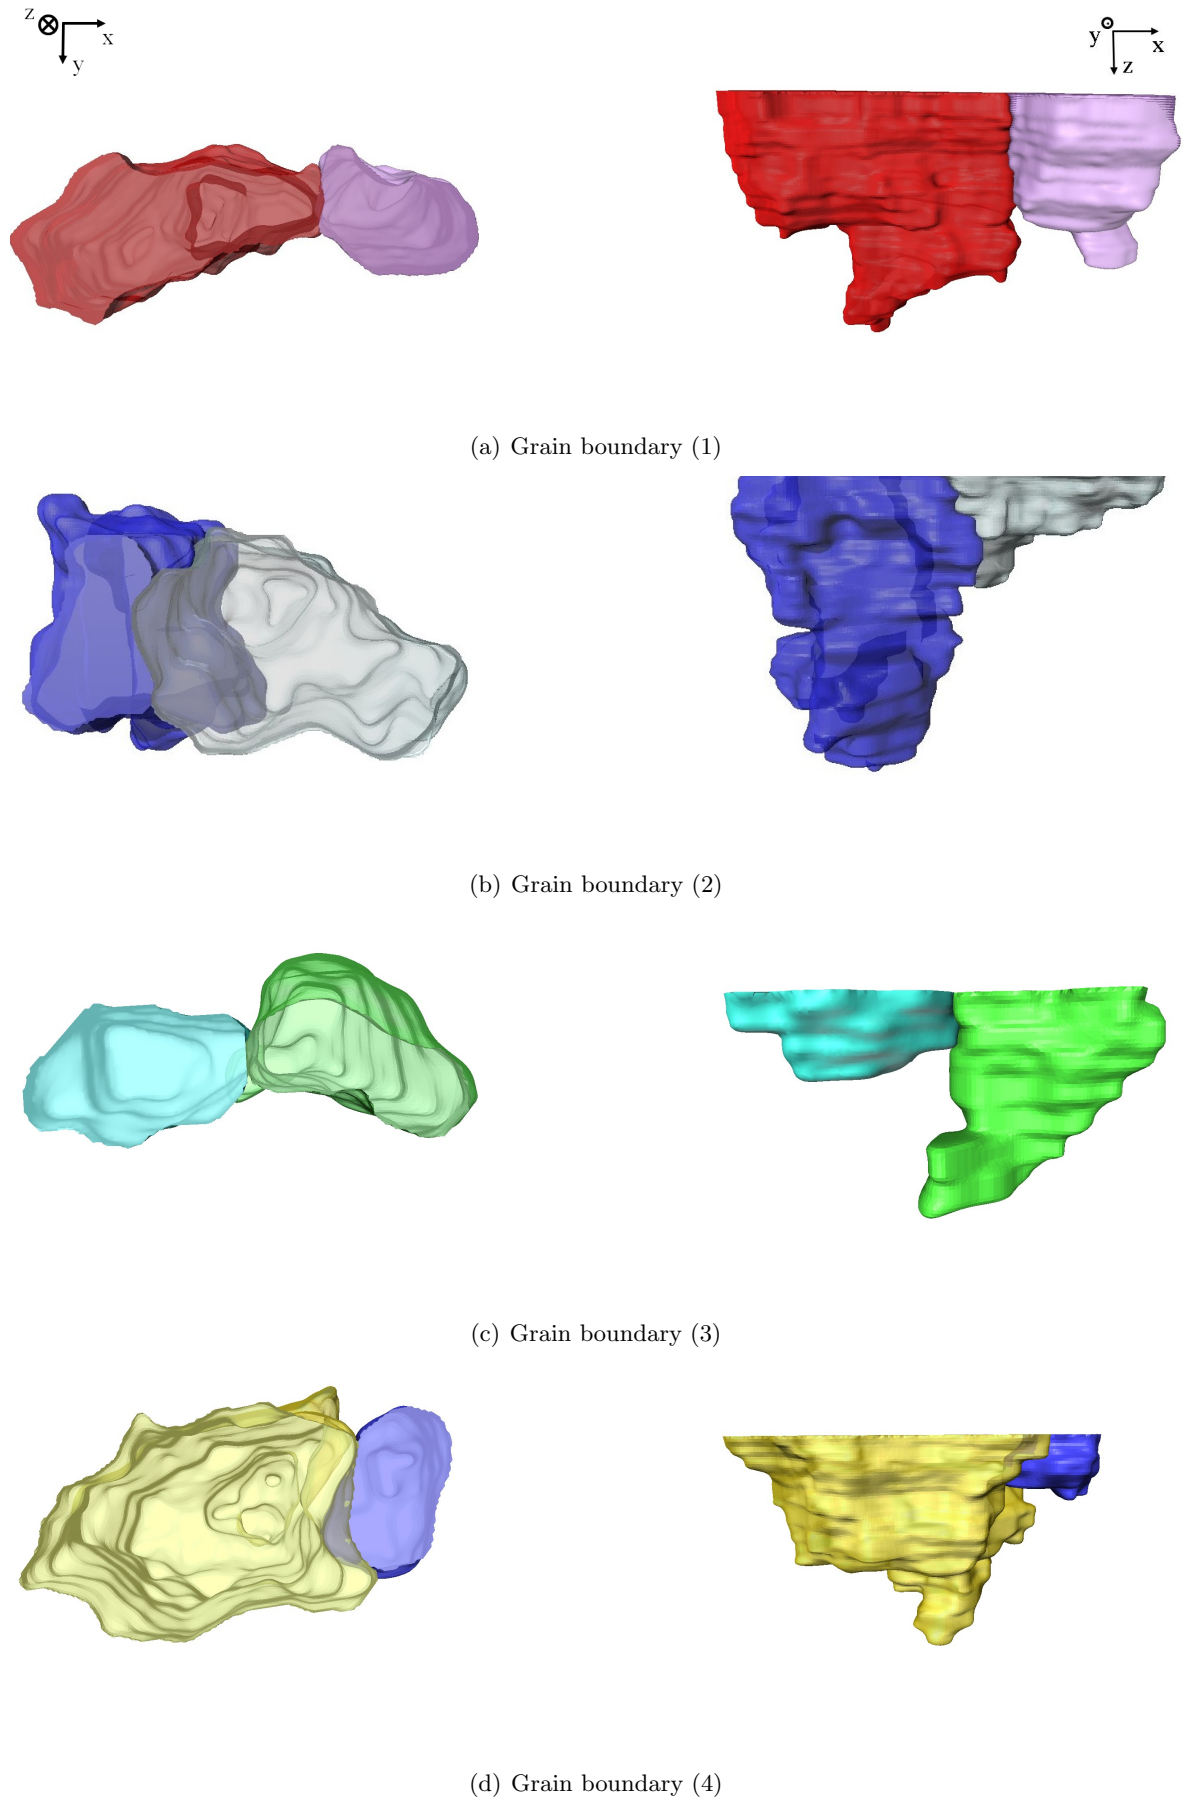 z
x
y
y
x
z
(a) Grain boundary (1)
(b) Grain boundary (2)
(c) Grain boundary (3)
(d) Grain boundary (4)